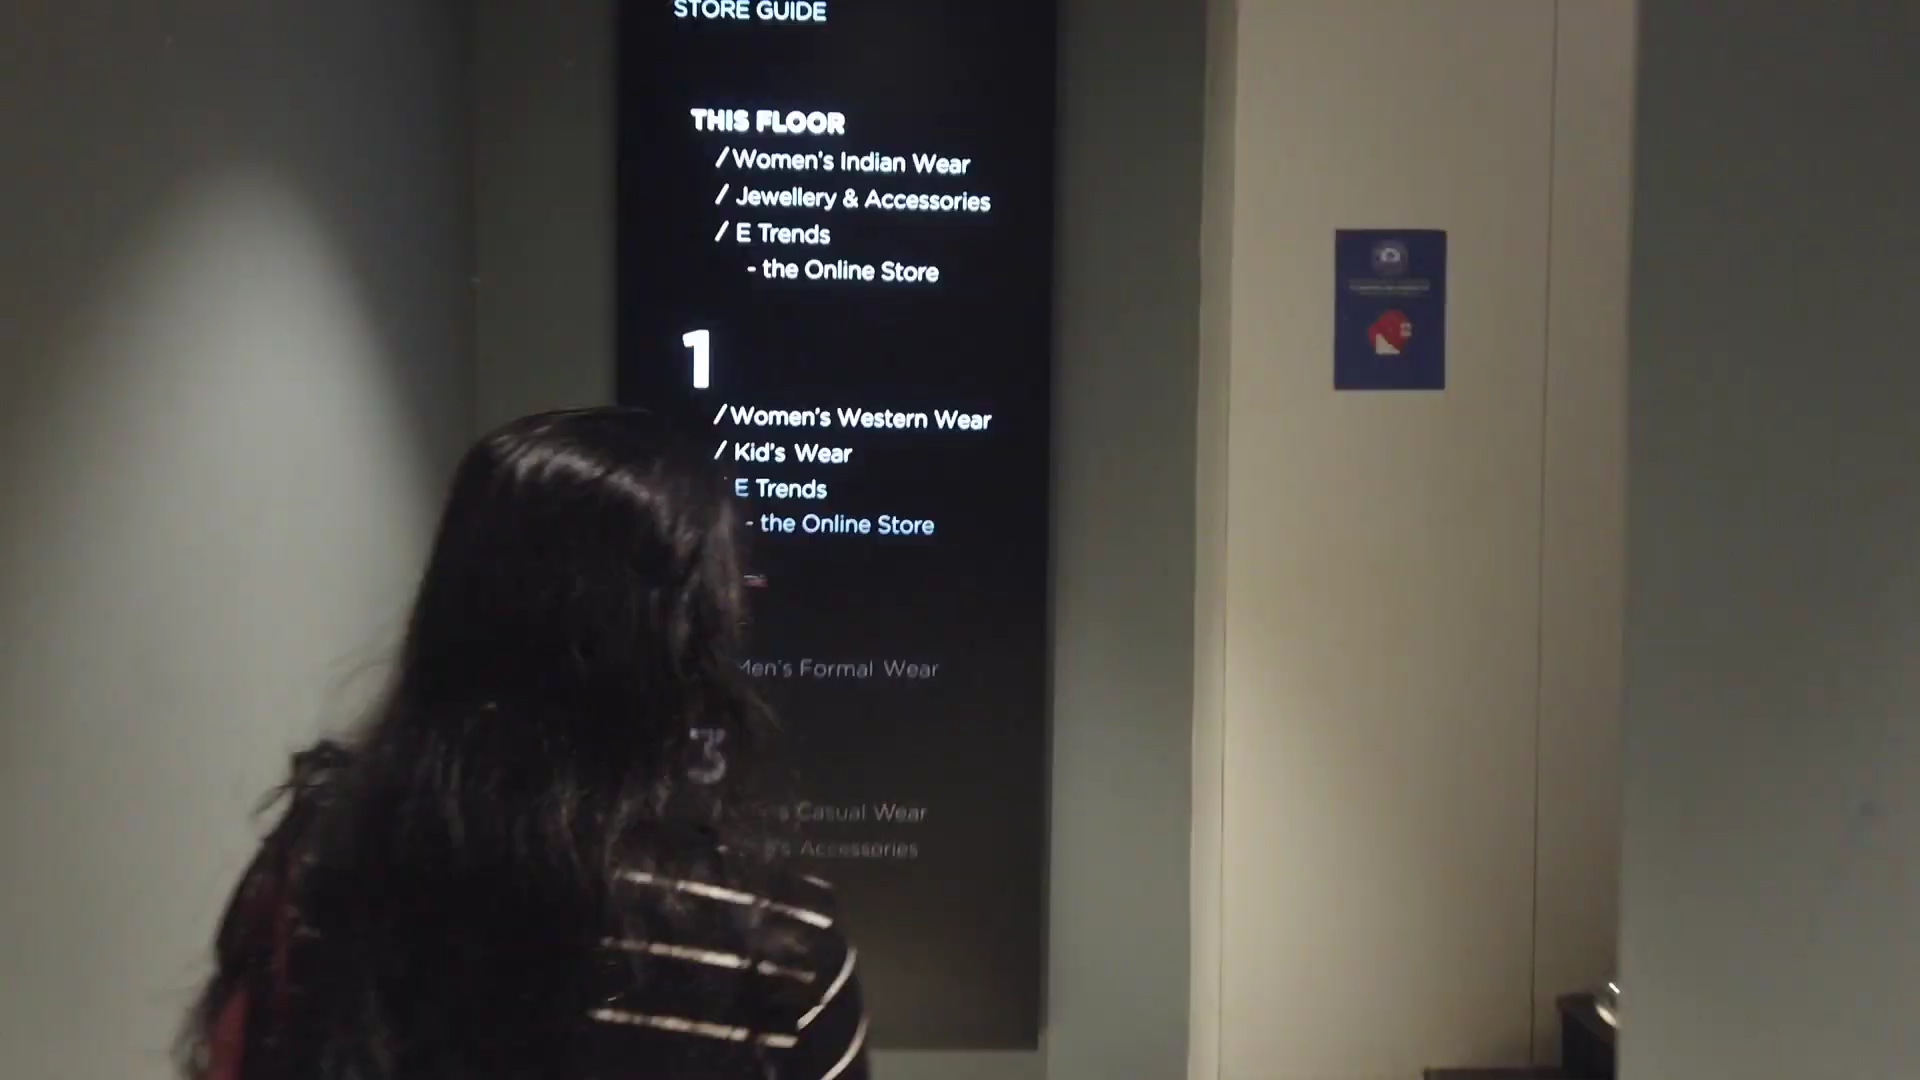 STORE GUIDE
THIS FLOOR
/ Women's Indian Wear
/ Jewellery & Accessories
/ E Trends
- the Online Store
1
/ Women's Western Wear
/ Kid's Wear
E Trends
- the Online Store
Men's Formal Wear
3
Casual Wear
Accessories